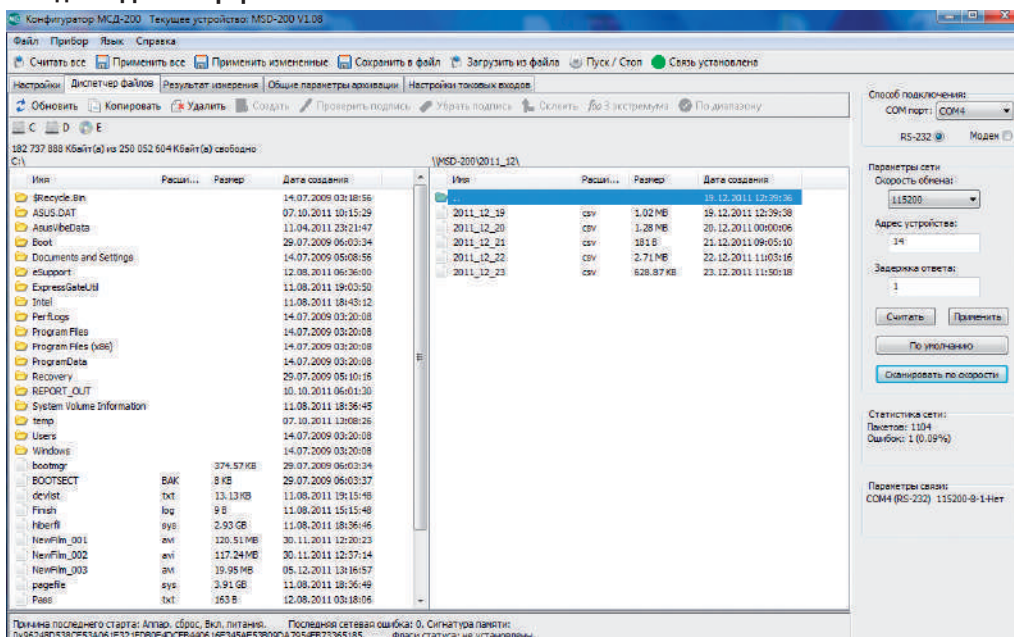 Конфигуратор МСД-200 Текущее устройство: MSD-200 V1.08
Файл Прибор Язык Справка
Считать все Применить все Применить измененные Сохранить в файл Загрузить из файла Пуск / Стоп Связь установлена
Настройки Диспетчер файлов Результат измерения Общие параметры архивации Настройки токовых входов
Обновить Копировать Удалить Создать Проверить подпись Убрать подпись Склеить До 3 экстремума По диапазону
C D E
182 737 888 Кбайт(а) из 250 052 604 Кбайт(а) свободно
C:\
Имя Расши... Размер Дата создания
$Recycle.Bin 14.07.2009 03:18:56
ASUS.DAT 07.10.2011 10:15:29
AsusVibeData 11.04.2011 23:21:47
Boot 29.07.2009 06:03:34
Documents and Settings 14.07.2009 05:08:56
eSupport 12.08.2011 06:36:00
ExpressGateUtil 11.08.2011 19:03:50
Intel 11.08.2011 18:43:12
PerfLogs 14.07.2009 03:20:08
Program Files 14.07.2009 03:20:08
Program Files (x86) 14.07.2009 03:20:08
ProgramData 14.07.2009 03:20:08
Recovery 29.07.2009 05:10:16
REPORT_OUT 10.10.2011 06:01:30
System Volume Information 11.08.2011 18:36:45
temp 07.10.2011 13:08:26
Users 14.07.2009 03:20:08
Windows 14.07.2009 03:20:08
bootmgr 374.57 KB 29.07.2009 06:03:34
BOOTSECT BAK 8 KB 29.07.2009 06:03:37
devlist txt 13.13 KB 11.08.2011 19:15:48
Finish log 9 B 11.08.2011 15:15:48
hiberfil sys 2.93 GB 11.08.2011 18:36:46
NewFilm_001 avi 120.51 MB 30.11.2011 12:20:23
NewFilm_002 avi 117.24 MB 30.11.2011 12:37:14
NewFilm_003 avi 19.95 MB 05.12.2011 13:16:57
pagefile sys 3.91 GB 11.08.2011 18:36:49
Pass txt 163 B 12.08.2011 03:18:06
\\MSD-200\2011_12\
Имя Расши... Размер Дата создания
.. 19.12.2011 12:39:36
2011_12_19 csv 1.02 MB 19.12.2011 12:39:38
2011_12_20 csv 1.28 MB 20.12.2011 00:00:06
2011_12_21 csv 181 B 21.12.2011 09:05:10
2011_12_22 csv 2.71 MB 22.12.2011 11:03:16
2011_12_23 csv 628.87 KB 23.12.2011 11:50:18
Способ подключения:
COM порт: COM4
RS-232 Модем
Параметры сети
Скорость обмена:
115200
Адрес устройства:
14
Задержка ответа:
1
Считать Применить
По умолчанию
Сканировать по скорости
Статистика сети:
Пакетов: 1104
Ошибок: 1 (0.09%)
Параметры связи:
COM4 (RS-232) 115200-8-1-Нет
Причина последнего старта: Аппар. сброс, Вкл. питания. Последняя сетевая ошибка: 0, Сигнатура памяти:
Флаги статуса: не установлены